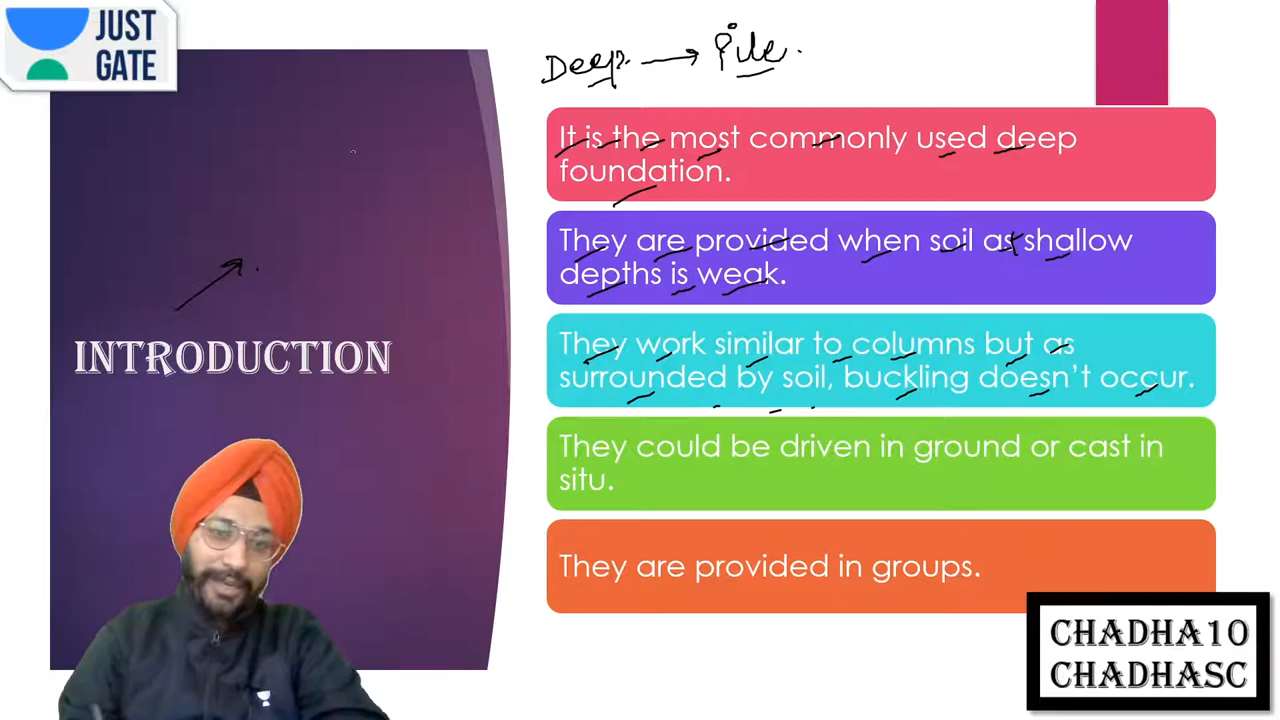 JUST
GATE
Deep. → Pile.
It is the most commonly used deep
foundation.
They are provided when soil as shallow
depths is weak.
They work similar to columns but as
surrounded by soil, buckling doesn't occur.
They could be driven in ground or cast in
situ.
They are provided in groups.
INTRODUCTION
CHADHA10
CHADHASC